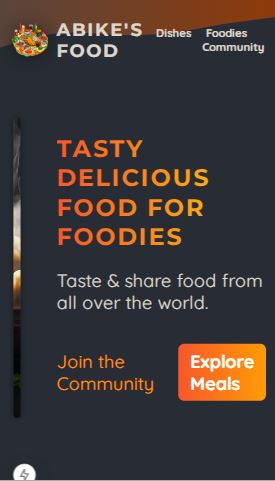 ABIKE'S
FOOD
Dishes
Foodies
Community
TASTY
DELICIOUS
FOOD FOR
FOODIES
Taste & share food from
all over the world.
Join the
Community
Explore
Meals